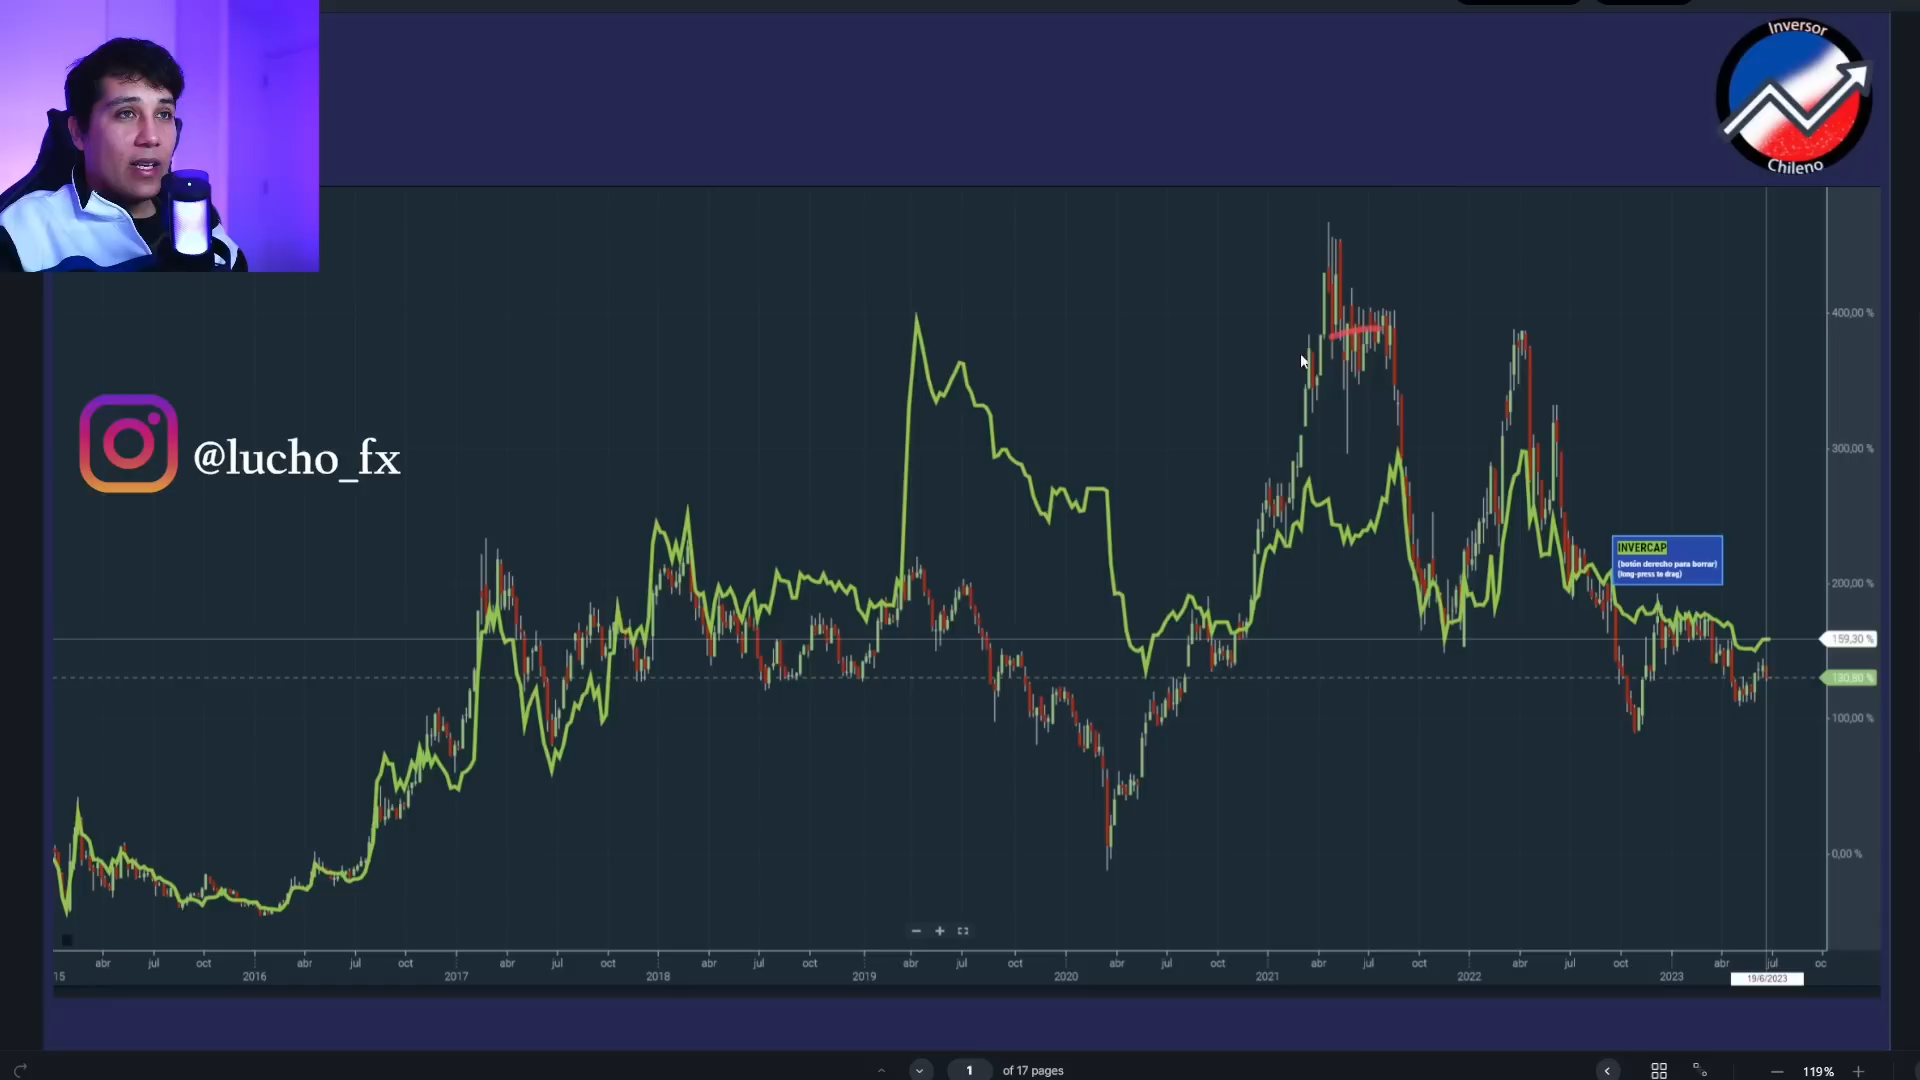 Inversor
Chileno
@lucho_fx
400,00 %
300,00 %
INVERCAP
(botón derecho para borrar)
(long-press to drag)
200,00 %
159,30 %
130,80 %
100,00 %
0,00 %
abr jul oct abr jul oct abr jul oct abr jul oct abr jul oct abr jul oct abr jul oct abr jul oct abr jul oc
15 2016 2017 2018 2019 2020 2021 2022 2023
19/6/2023
1 of 17 pages
119%